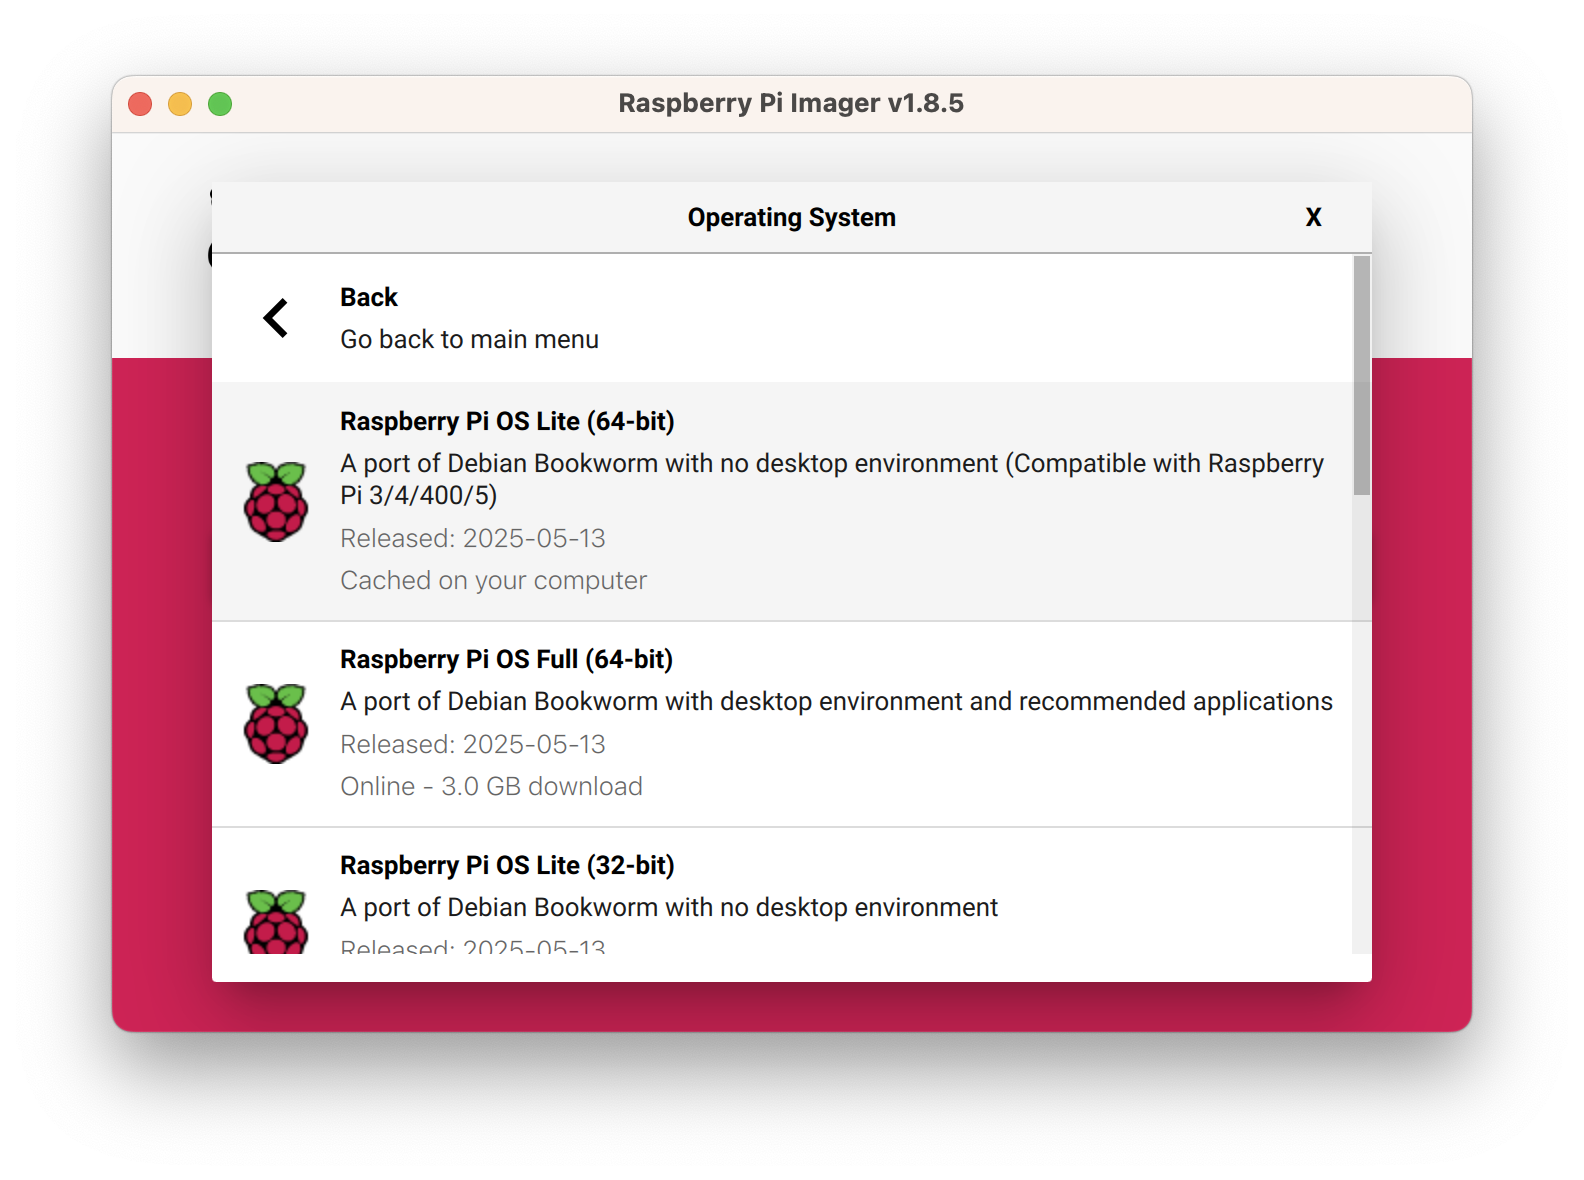 Raspberry Pi Imager v1.8.5
Operating System
X
Back
Go back to main menu
Raspberry Pi OS Lite (64-bit)
A port of Debian Bookworm with no desktop environment (Compatible with Raspberry
Pi 3/4/400/5)
Released: 2025-05-13
Cached on your computer
Raspberry Pi OS Full (64-bit)
A port of Debian Bookworm with desktop environment and recommended applications
Released: 2025-05-13
Online - 3.0 GB download
Raspberry Pi OS Lite (32-bit)
A port of Debian Bookworm with no desktop environment
Released: 2025-05-13